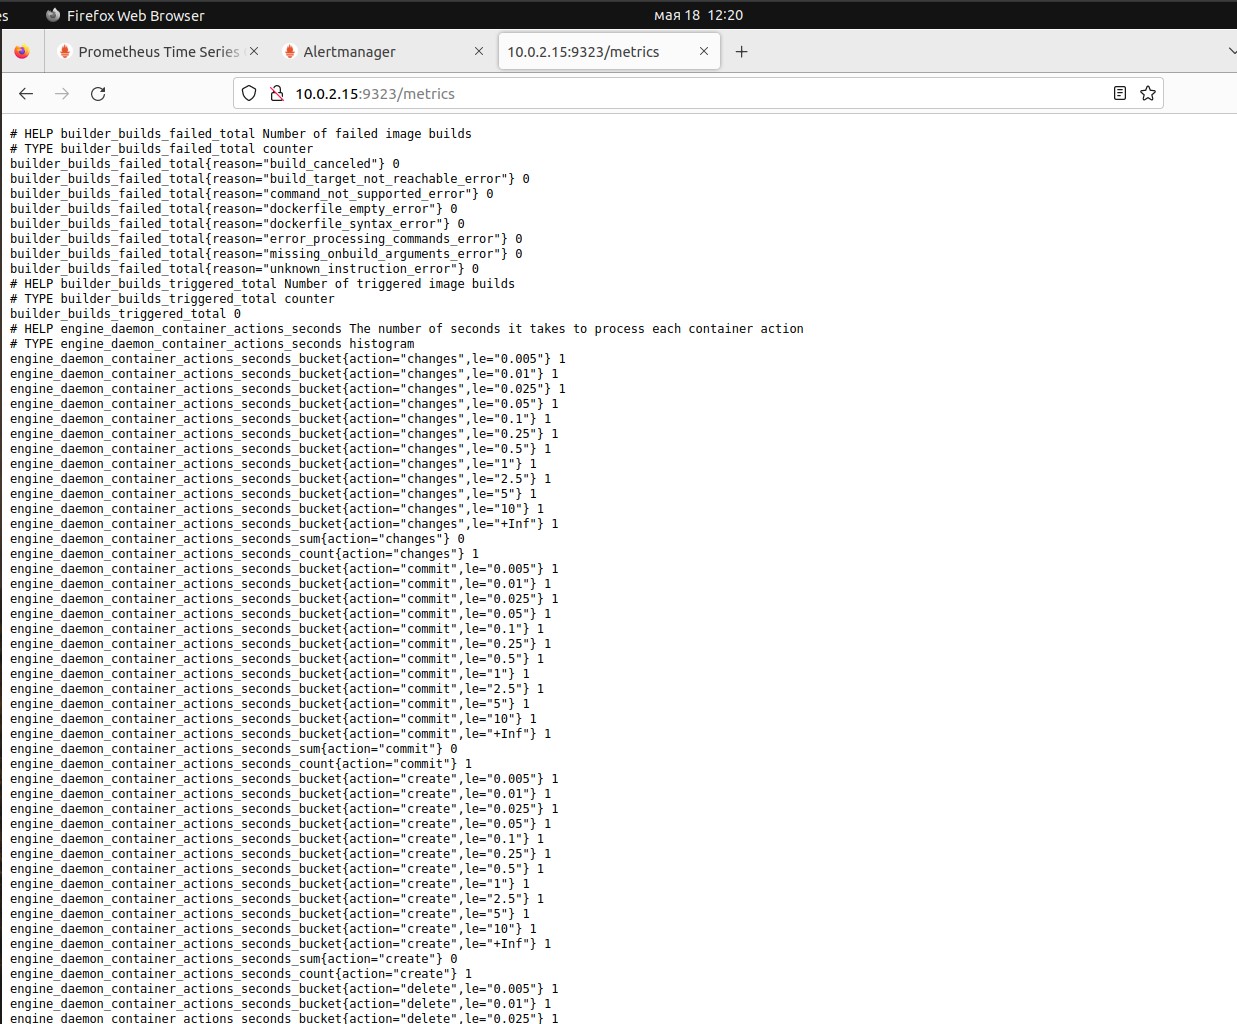 es Firefox Web Browser мая 18 12:20
Prometheus Time Series Alertmanager 10.0.2.15:9323/metrics
10.0.2.15:9323/metrics
# HELP builder_builds_failed_total Number of failed image builds
# TYPE builder_builds_failed_total counter
builder_builds_failed_total{reason="build_canceled"} 0
builder_builds_failed_total{reason="build_target_not_reachable_error"} 0
builder_builds_failed_total{reason="command_not_supported_error"} 0
builder_builds_failed_total{reason="dockerfile_empty_error"} 0
builder_builds_failed_total{reason="dockerfile_syntax_error"} 0
builder_builds_failed_total{reason="error_processing_commands_error"} 0
builder_builds_failed_total{reason="missing_onbuild_arguments_error"} 0
builder_builds_failed_total{reason="unknown_instruction_error"} 0
# HELP builder_builds_triggered_total Number of triggered image builds
# TYPE builder_builds_triggered_total counter
builder_builds_triggered_total 0
# HELP engine_daemon_container_actions_seconds The number of seconds it takes to process each container action
# TYPE engine_daemon_container_actions_seconds histogram
engine_daemon_container_actions_seconds_bucket{action="changes",le="0.005"} 1
engine_daemon_container_actions_seconds_bucket{action="changes",le="0.01"} 1
engine_daemon_container_actions_seconds_bucket{action="changes",le="0.025"} 1
engine_daemon_container_actions_seconds_bucket{action="changes",le="0.05"} 1
engine_daemon_container_actions_seconds_bucket{action="changes",le="0.1"} 1
engine_daemon_container_actions_seconds_bucket{action="changes",le="0.25"} 1
engine_daemon_container_actions_seconds_bucket{action="changes",le="0.5"} 1
engine_daemon_container_actions_seconds_bucket{action="changes",le="1"} 1
engine_daemon_container_actions_seconds_bucket{action="changes",le="2.5"} 1
engine_daemon_container_actions_seconds_bucket{action="changes",le="5"} 1
engine_daemon_container_actions_seconds_bucket{action="changes",le="10"} 1
engine_daemon_container_actions_seconds_bucket{action="changes",le="+Inf"} 1
engine_daemon_container_actions_seconds_sum{action="changes"} 0
engine_daemon_container_actions_seconds_count{action="changes"} 1
engine_daemon_container_actions_seconds_bucket{action="commit",le="0.005"} 1
engine_daemon_container_actions_seconds_bucket{action="commit",le="0.01"} 1
engine_daemon_container_actions_seconds_bucket{action="commit",le="0.025"} 1
engine_daemon_container_actions_seconds_bucket{action="commit",le="0.05"} 1
engine_daemon_container_actions_seconds_bucket{action="commit",le="0.1"} 1
engine_daemon_container_actions_seconds_bucket{action="commit",le="0.25"} 1
engine_daemon_container_actions_seconds_bucket{action="commit",le="0.5"} 1
engine_daemon_container_actions_seconds_bucket{action="commit",le="1"} 1
engine_daemon_container_actions_seconds_bucket{action="commit",le="2.5"} 1
engine_daemon_container_actions_seconds_bucket{action="commit",le="5"} 1
engine_daemon_container_actions_seconds_bucket{action="commit",le="10"} 1
engine_daemon_container_actions_seconds_bucket{action="commit",le="+Inf"} 1
engine_daemon_container_actions_seconds_sum{action="commit"} 0
engine_daemon_container_actions_seconds_count{action="commit"} 1
engine_daemon_container_actions_seconds_bucket{action="create",le="0.005"} 1
engine_daemon_container_actions_seconds_bucket{action="create",le="0.01"} 1
engine_daemon_container_actions_seconds_bucket{action="create",le="0.025"} 1
engine_daemon_container_actions_seconds_bucket{action="create",le="0.05"} 1
engine_daemon_container_actions_seconds_bucket{action="create",le="0.1"} 1
engine_daemon_container_actions_seconds_bucket{action="create",le="0.25"} 1
engine_daemon_container_actions_seconds_bucket{action="create",le="0.5"} 1
engine_daemon_container_actions_seconds_bucket{action="create",le="1"} 1
engine_daemon_container_actions_seconds_bucket{action="create",le="2.5"} 1
engine_daemon_container_actions_seconds_bucket{action="create",le="5"} 1
engine_daemon_container_actions_seconds_bucket{action="create",le="10"} 1
engine_daemon_container_actions_seconds_bucket{action="create",le="+Inf"} 1
engine_daemon_container_actions_seconds_sum{action="create"} 0
engine_daemon_container_actions_seconds_count{action="create"} 1
engine_daemon_container_actions_seconds_bucket{action="delete",le="0.005"} 1
engine_daemon_container_actions_seconds_bucket{action="delete",le="0.01"} 1
engine_daemon_container_actions_seconds_bucket{action="delete",le="0.025"} 1